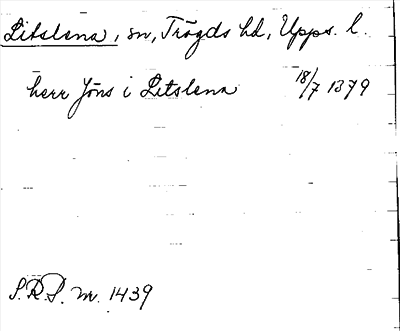 Litslena, sn, Trögds hd, Upps. l.
herr Jöns i Litslena 18/7 1379
S.R.P. nr. 1439